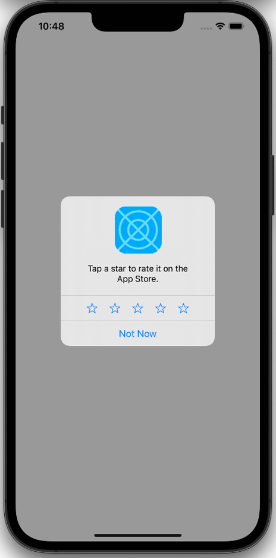 10:48
Tap a star to rate it on the
App Store.
Not Now